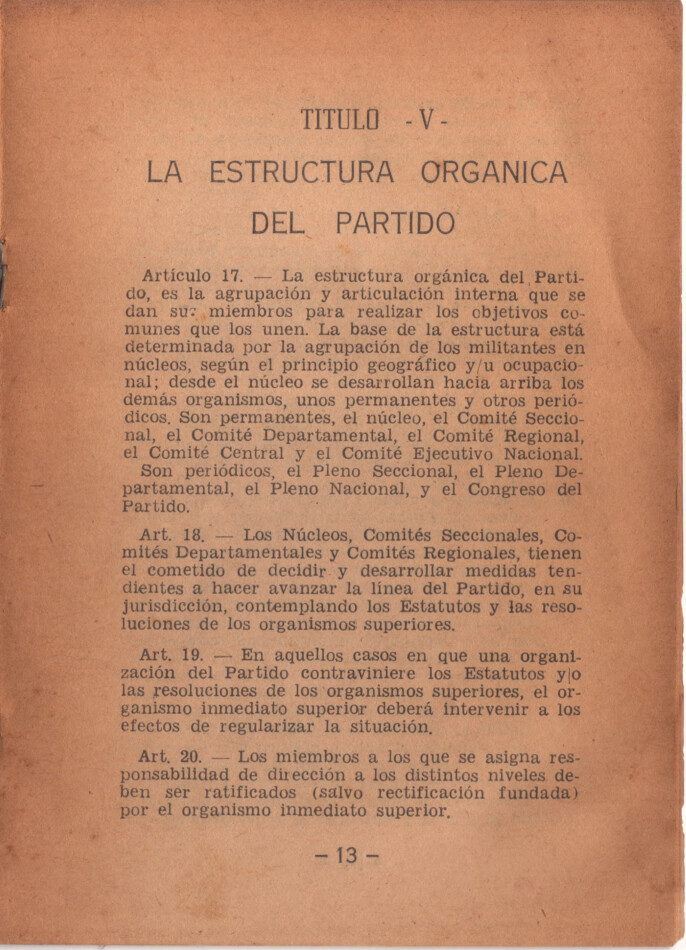 TITULO - V -
LA ESTRUCTURA ORGANICA
DEL PARTIDO
Articulo 17. — La estructura orgánica del Parti-
do, es la agrupación y articulación interna que se
dan sus miembros para realizar los objetivos co-
munes que los unen. La base de la estructura está
determinada por la agrupación de los militantes en
núcleos, según el principio geográfico y/u ocupacio-
nal; desde el núcleo se desarrollan hacia arriba los
demás organismos, unos permanentes y otros perió-
dicos. Son permanentes, el núcleo, el Comité Seccio-
nal, el Comité Departamental, el Comité Regional,
el Comité Central y el Comité Ejecutivo Nacional.
Son periódicos, el Pleno Seccional, el Pleno De-
partamental, el Pleno Nacional, y el Congreso del
Partido.
Art. 18. — Los Núcleos, Comités Seccionales, Co-
mités Departamentales y Comités Regionales, tienen
el cometido de decidir y desarrollar medidas ten-
dientes a hacer avanzar la línea del Partido, en su
jurisdicción, contemplando los Estatutos y las reso-
luciones de los organismos superiores.
Art. 19. — En aquellos casos en que una organi-
zación del Partido contraviniere los Estatutos y|o
las resoluciones de los organismos superiores, el or-
ganismo inmediato superior deberá intervenir a los
efectos de regularizar la situación.
Art. 20. — Los miembros a los que se asigna res-
ponsabilidad de dirección a los distintos niveles de-
ben ser ratificados (salvo rectificación fundada)
por el organismo inmediato superior.
— 13 —